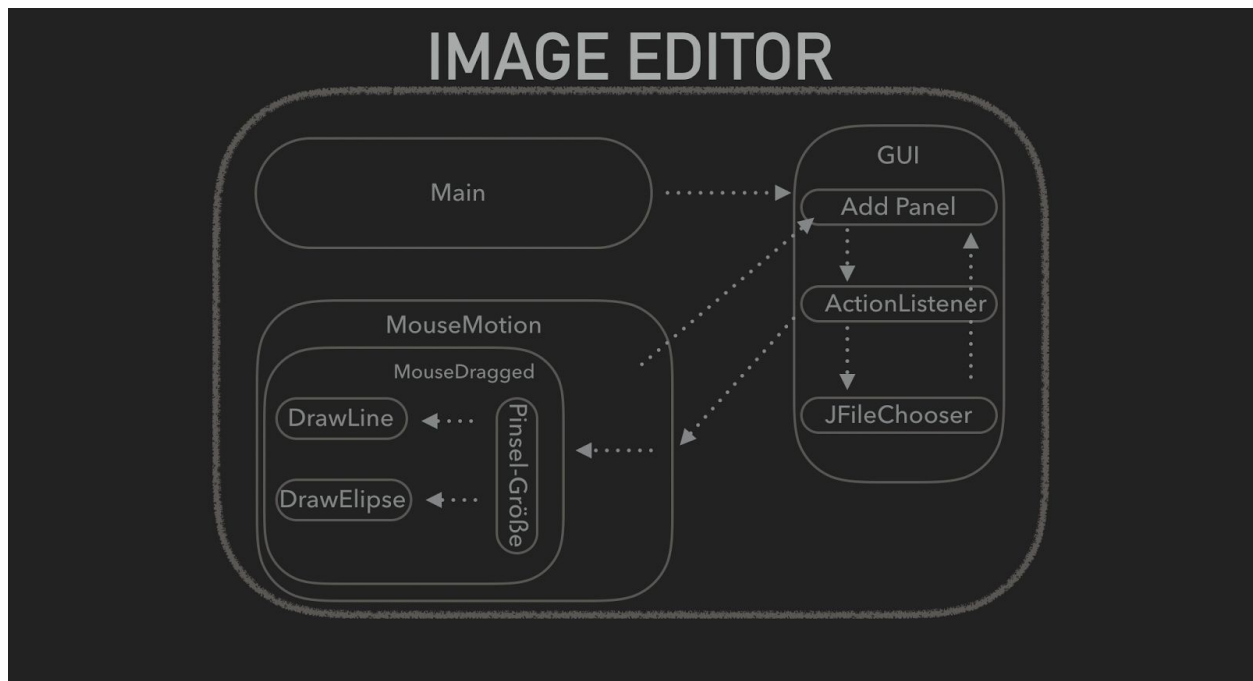 IMAGE EDITOR
Main
GUI
Add Panel
ActionListener
JFileChooser
MouseMotion
MouseDragged
DrawLine
DrawElipse
Pinsel-Größe